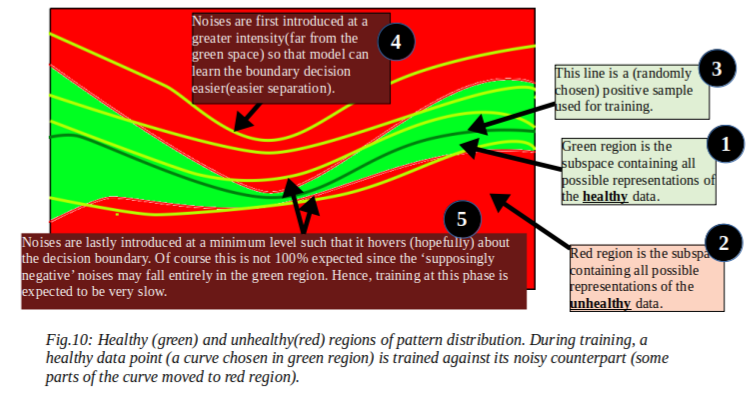 Noises are first introduced at a
greater intensity(far from the
green space) so that model can
learn the boundary decision
easier(easier separation).
4
3
This line is a (randomly
chosen) positive sample
used for training.
1
Green region is the
subspace containing all
possible representations of
the healthy data.
2
Red region is the subspa
containing all possible
representations of the
unhealthy data.
5
Noises are lastly introduced at a minimum level such that it hovers (hopefully) about
the decision boundary. Of course this is not 100% expected since the ‘supposingly
negative’ noises may fall entirely in the green region. Hence, training at this phase is
expected to be very slow.
Fig.10: Healthy (green) and unhealthy(red) regions of pattern distribution. During training, a
healthy data point (a curve chosen in green region) is trained against its noisy counterpart (some
parts of the curve moved to red region).